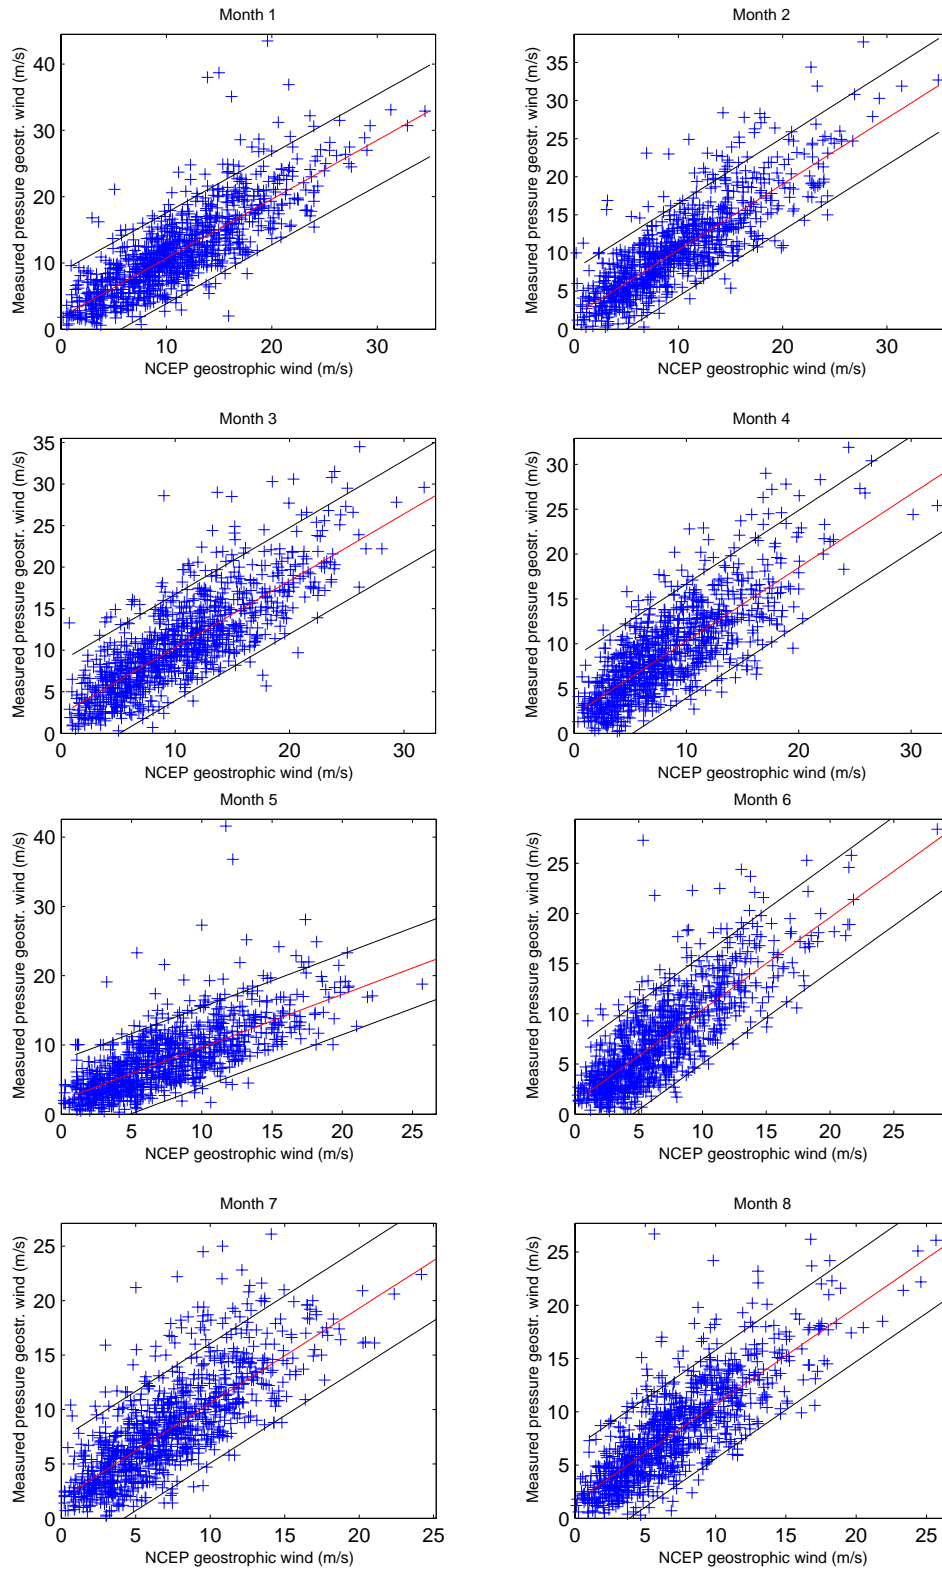 Month 1
Measured pressure geostr. wind (m/s)
40
30
20
10
0
0 10 20 30
NCEP geostrophic wind (m/s)
Month 2
Measured pressure geostr. wind (m/s)
35
30
25
20
15
10
5
0
0 10 20 30
NCEP geostrophic wind (m/s)
Month 3
Measured pressure geostr. wind (m/s)
35
30
25
20
15
10
5
0
0 10 20 30
NCEP geostrophic wind (m/s)
Month 4
Measured pressure geostr. wind (m/s)
30
25
20
15
10
5
0
0 10 20 30
NCEP geostrophic wind (m/s)
Month 5
Measured pressure geostr. wind (m/s)
40
30
20
10
0
0 5 10 15 20 25
NCEP geostrophic wind (m/s)
Month 6
Measured pressure geostr. wind (m/s)
25
20
15
10
5
0
0 5 10 15 20 25
NCEP geostrophic wind (m/s)
Month 7
Measured pressure geostr. wind (m/s)
25
20
15
10
5
0
0 5 10 15 20 25
NCEP geostrophic wind (m/s)
Month 8
Measured pressure geostr. wind (m/s)
25
20
15
10
5
0
0 5 10 15 20 25
NCEP geostrophic wind (m/s)